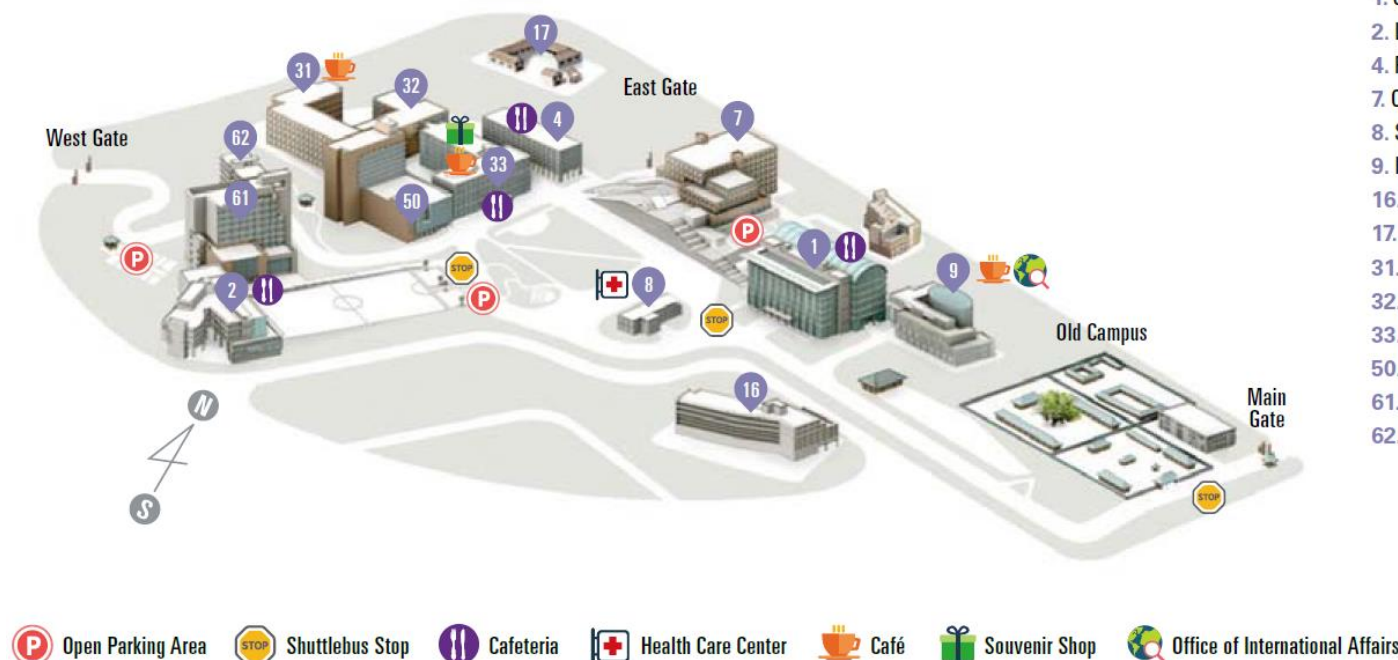 17
31
32
East Gate
4
7
West Gate
62
33
61
50
P
1
P
STOP
9
2
8
P
STOP
Old Campus
16
Main
Gate
N
S
STOP
1.
2.
4.
7.
8.
9.
16.
17.
31.
32.
33.
50.
61.
62.
P Open Parking Area
STOP Shuttlebus Stop
Cafeteria
Health Care Center
Café
Souvenir Shop
Office of International Affairs